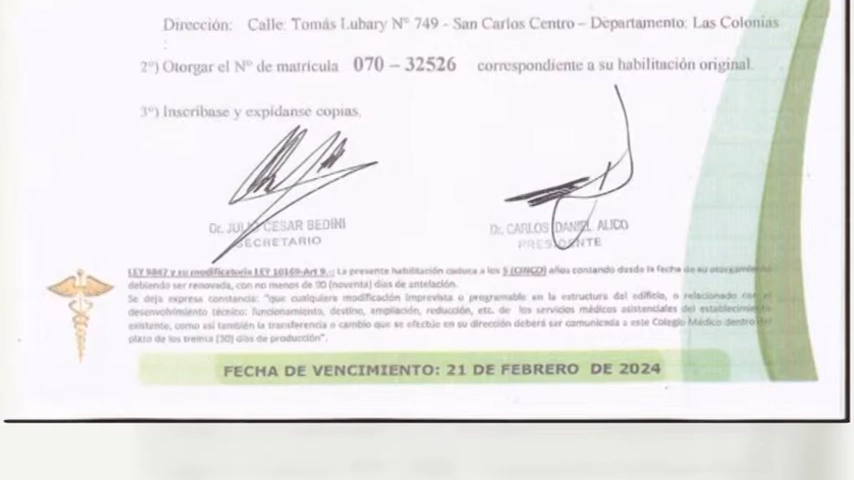 Dirección: Calle: Tomás Lubary N° 749 - San Carlos Centro – Departamento: Las Colonias
2°) Otorgar el N° de matrícula 070 – 32526 correspondiente a su habilitación original.
3°) Inscríbase y expídanse copias.
Dr. JULIO CESAR BEDINI
SECRETARIO
Dr. CARLOS DANIEL ALICO
PRESIDENTE
LEY 9847 y su modificatoria LEY 10169-Art 9.-: La presente habilitación caduca a los 5 (CINCO) años contando desde la fecha de su otorgamiento
debiendo ser renovada, con no menos de 90 (noventa) días de antelación.
Se deja expresa constancia: "que cualquiera modificación imprevista o programable en la estructura del edificio, o relacionado con el
desenvolvimiento técnico: funcionamiento, destino, ampliación, reducción, etc. de los servicios médicos asistenciales del establecimiento
existente, como así también la transferencia o cambio que se efectúe en su dirección deberá ser comunicada a este Colegio Médico dentro del
plazo de los treinta (30) días de producción".
FECHA DE VENCIMIENTO: 21 DE FEBRERO DE 2024